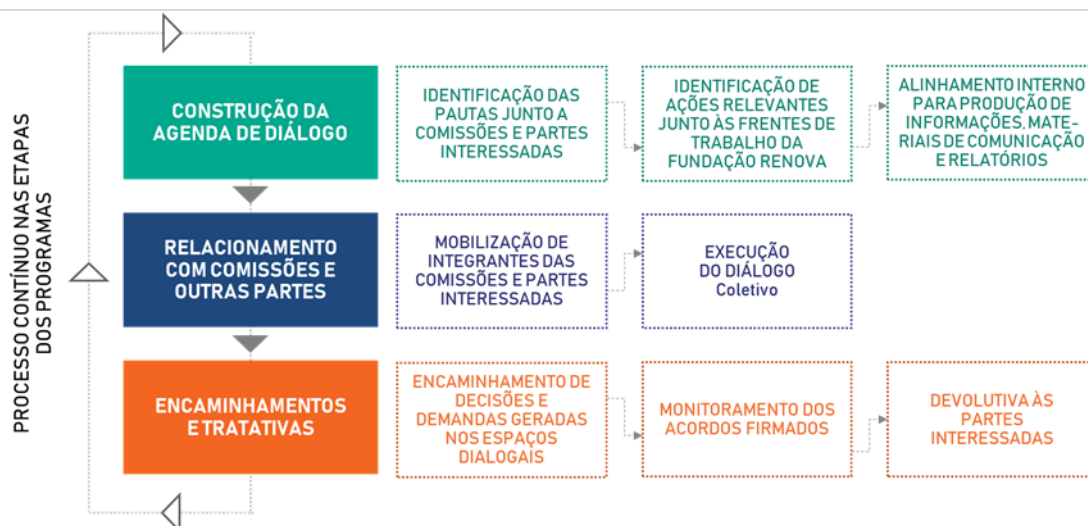 PROCESSO CONTÍNUO NAS ETAPAS
DOS PROGRAMAS
CONSTRUÇÃO DA
AGENDA DE DIÁLOGO
IDENTIFICAÇÃO DAS
PAUTAS JUNTO A
COMISSÕES E PARTES
INTERESSADAS
IDENTIFICAÇÃO DE
AÇÕES RELEVANTES
JUNTO ÀS FRENTES DE
TRABALHO DA
FUNDAÇÃO RENOVA
ALINHAMENTO INTERNO
PARA PRODUÇÃO DE
INFORMAÇÕES, MATE-
RIAIS DE COMUNICAÇÃO
E RELATÓRIOS
RELACIONAMENTO
COM COMISSÕES E
OUTRAS PARTES
MOBILIZAÇÃO DE
INTEGRANTES DAS
COMISSÕES E PARTES
INTERESSADAS
EXECUÇÃO
DO DIÁLOGO
Coletivo
ENCAMINHAMENTOS
E TRATATIVAS
ENCAMINHAMENTO DE
DECISÕES E
DEMANDAS GERADAS
NOS ESPAÇOS
DIALOGAIS
MONITORAMENTO DOS
ACORDOS FIRMADOS
DEVOLUTIVA ÀS
PARTES
INTERESSADAS